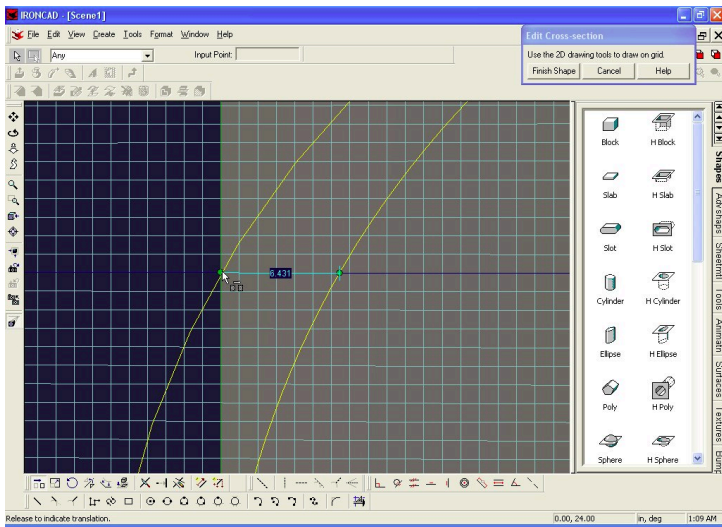 IRONCAD - [Scene1]
File Edit View Create Tools Format Window Help
Any
Input Point:
Edit Cross-section
Use the 2D drawing tools to draw on grid.
Finish Shape Cancel Help
6.431
Block H Block
Slab H Slab
Slot H Slot
Cylinder H Cylinder
Ellipse H Ellipse
Poly H Poly
Sphere H Sphere
Shapes
Adv shaps
Sheetmtl
Tools
Animatn
Surfaces
Textures
Bump
Release to indicate translation.
0.00, 24.00
in, deg
1:09 AM